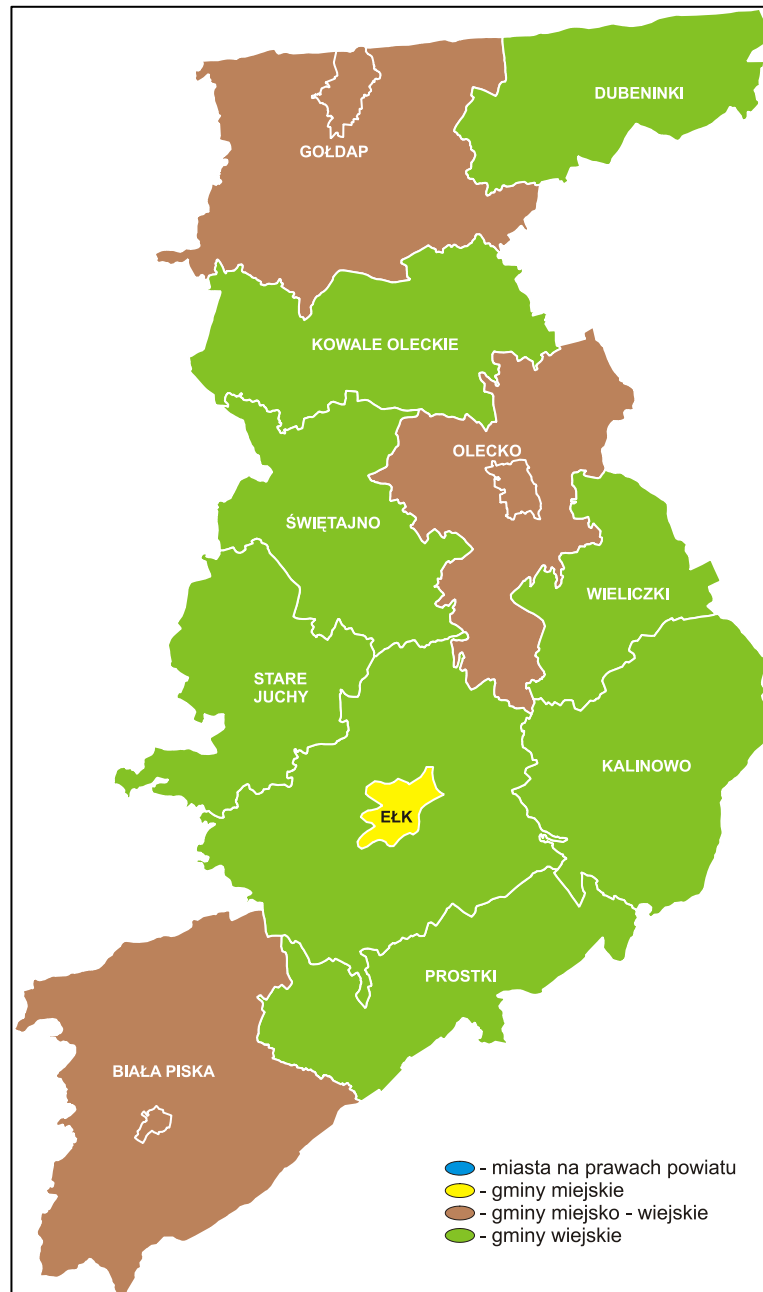 DUBENINKI
GOŁDAP
KOWALE OLECKIE
OLECKO
ŚWIĘTAJNO
WIELICZKI
STARE
JUCHY
KALINOWO
EŁK
PROSTKI
BIAŁA PISKA
- miasta na prawach powiatu
- gminy miejskie
- gminy miejsko - wiejskie
- gminy wiejskie